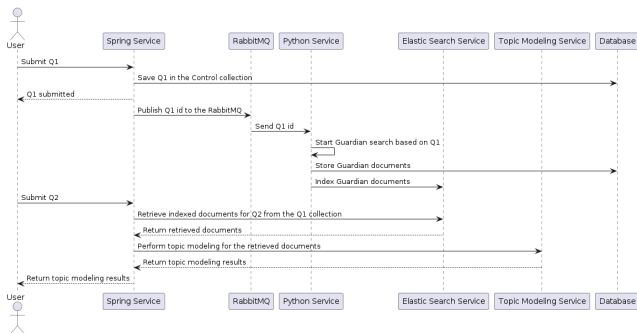 User
Spring Service
RabbitMQ
Python Service
Elastic Search Service
Topic Modeling Service
Database
Submit Q1
Save Q1 in the Control collection
Q1 submitted
Publish Q1 id to the RabbitMQ
Send Q1 id
Start Guardian search based on Q1
Store Guardian documents
Index Guardian documents
Submit Q2
Retrieve indexed documents for Q2 from the Q1 collection
Return retrieved documents
Perform topic modeling for the retrieved documents
Return topic modeling results
Return topic modeling results
User
Spring Service
RabbitMQ
Python Service
Elastic Search Service
Topic Modeling Service
Database